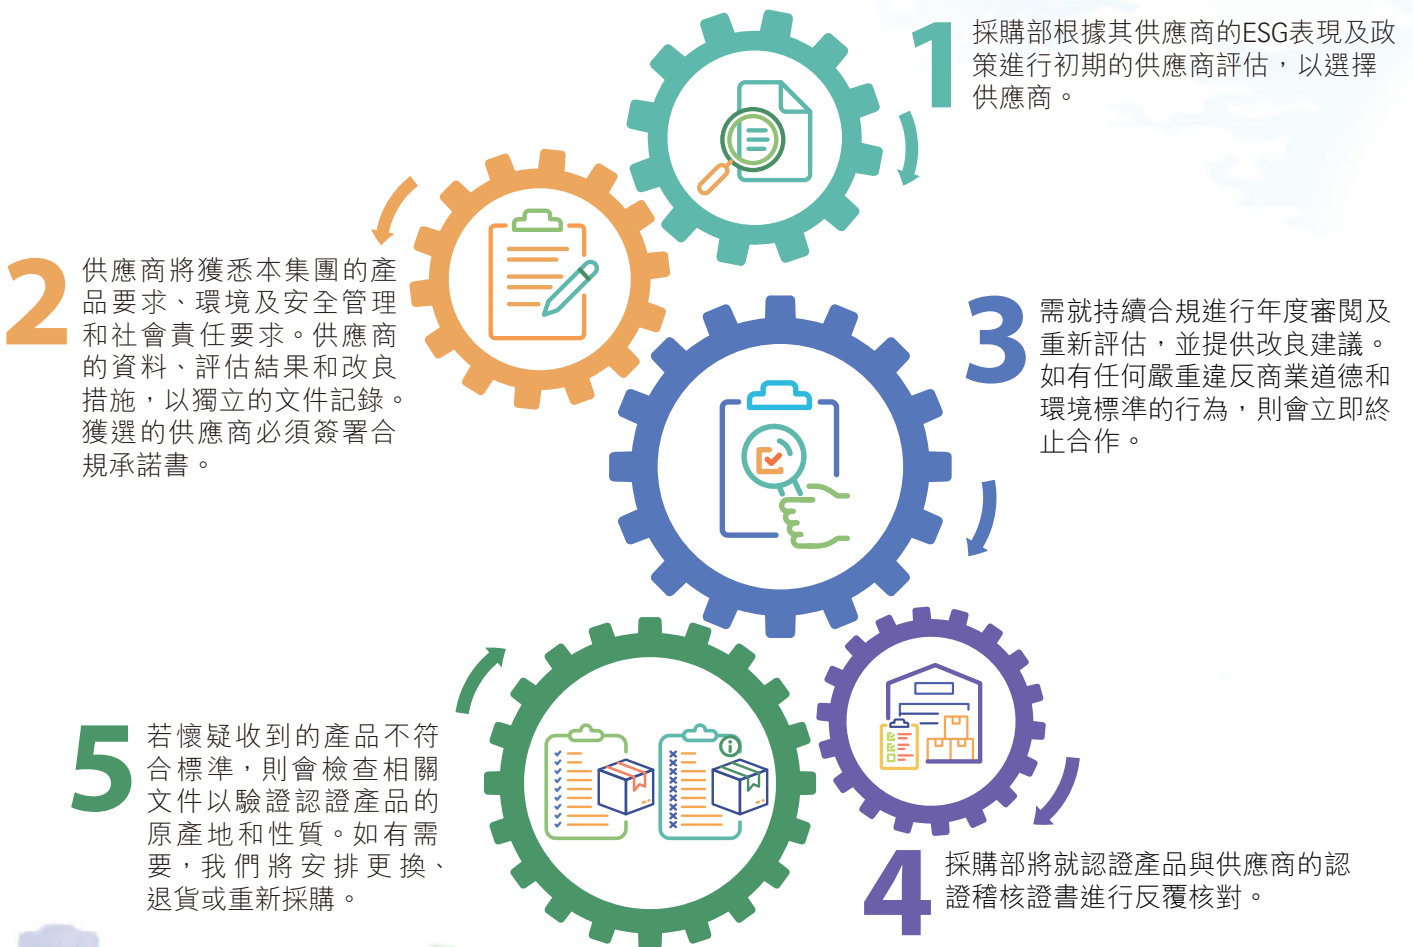 1
採購部根據其供應商的ESG表現及政
策進行初期的供應商評估，以選擇
供應商。
2
供應商將獲悉本集團的產
品要求、環境及安全管理
和社會責任要求。供應商
的資料、評估結果和改良
措施，以獨立的文件記錄。
獲選的供應商必須簽署合
規承諾書。
3
需就持續合規進行年度審閱及
重新評估，並提供改良建議。
如有任何嚴重違反商業道德和
環境標準的行為，則會立即終
止合作。
4
採購部將就認證產品與供應商的認
證稽核證書進行反覆核對。
5
若懷疑收到的產品不符
合標準，則會檢查相關
文件以驗證認證產品的
原產地和性質。如有需
要，我們將安排更換、
退貨或重新採購。